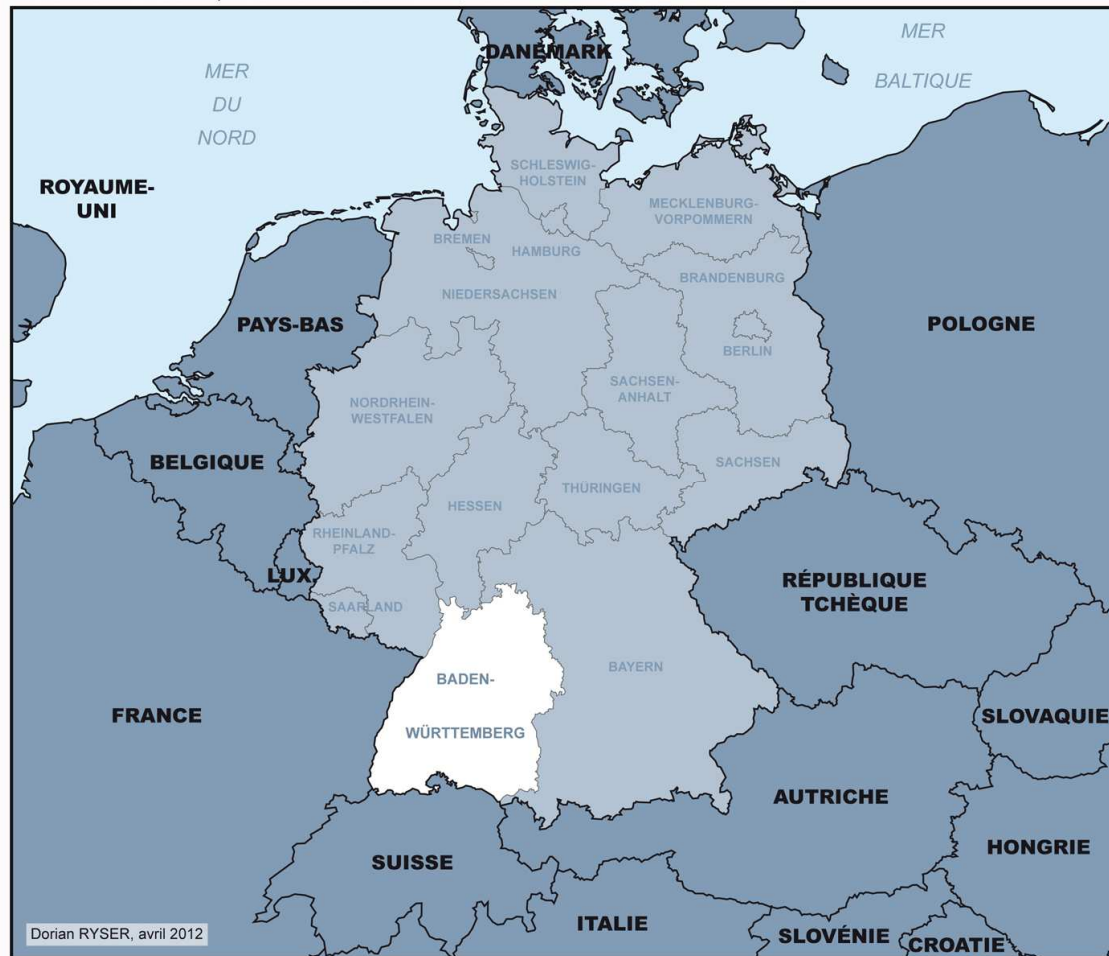 MER
DU
NORD
MER
BALTIQUE
DANEMARK
ROYAUME-
UNI
SCHLESWIG-
HOLSTEIN
MECKLENBURG-
VORPOMMERN
BREMEN
HAMBURG
BRANDENBURG
NIEDERSACHSEN
PAYS-BAS
POLOGNE
BERLIN
SACHSEN-
ANHALT
NORDRHEIN-
WESTFALEN
BELGIQUE
SACHSEN
THÜRINGEN
HESSEN
RHEINLAND-
PFALZ
LUX.
RÉPUBLIQUE
TCHÈQUE
SAARLAND
BAYERN
BADEN-
WÜRTTEMBERG
FRANCE
SLOVAQUIE
AUTRICHE
HONGRIE
SUISSE
ITALIE
SLOVÉNIE
CROATIE
Dorian RYSER, avril 2012